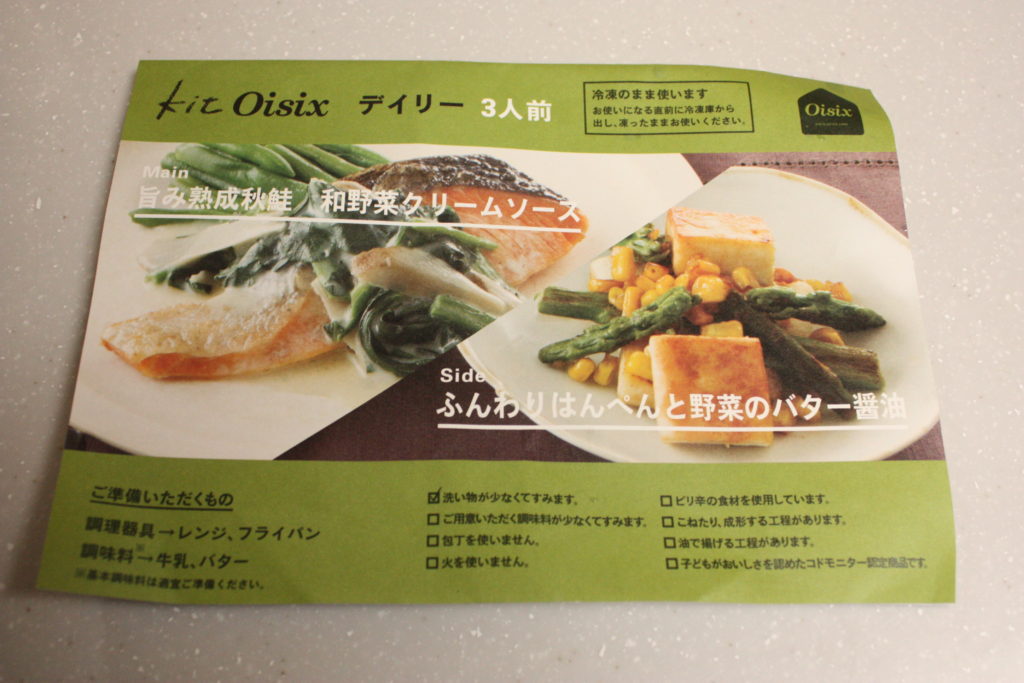 kit Oisix デイリー 3人前
冷凍のまま使います
お使いになる直前に冷凍庫から
出し、凍ったままお使いください。
Oisix
Main
旨み熟成秋鮭 和野菜クリームソース
Side
ふんわりはんぺんと野菜のバター醤油
ご準備いただくもの
調理器具→レンジ、フライパン
調味料※→牛乳、バター
※基本調味料は適宜ご準備ください。
☑洗い物が少なくてすみます。
□ご用意いただく調味料が少なくてすみます。
□包丁を使いません。
□火を使いません。
□ピリ辛の食材を使用しています。
□こねたり、成形する工程があります。
□油で揚げる工程があります。
□子どもがおいしさを認めたコドモニター認定商品です。